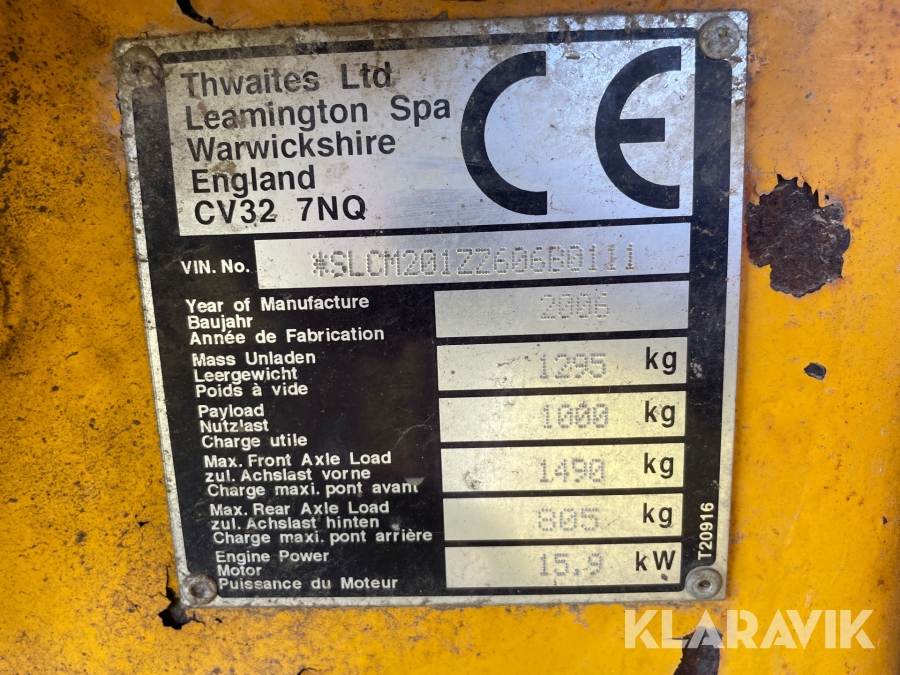 Thwaites Ltd
Leamington Spa
Warwickshire
England
CV32 7NQ
CE
VIN. No. *SLCM201ZZ606B0111
Year of Manufacture
Baujahr
Année de Fabrication
2006
Mass Unladen
Leergewicht
Poids à vide
1295 kg
Payload
Nutzlast
Charge utile
1000 kg
Max. Front Axle Load
zul. Achslast vorne
Charge maxi. pont avant
1490 kg
Max. Rear Axle Load
zul. Achslast hinten
Charge maxi. pont arrière
805 kg
Engine Power
Motor
Puissance du Moteur
15.9 kW
T20916
KLARAVIK